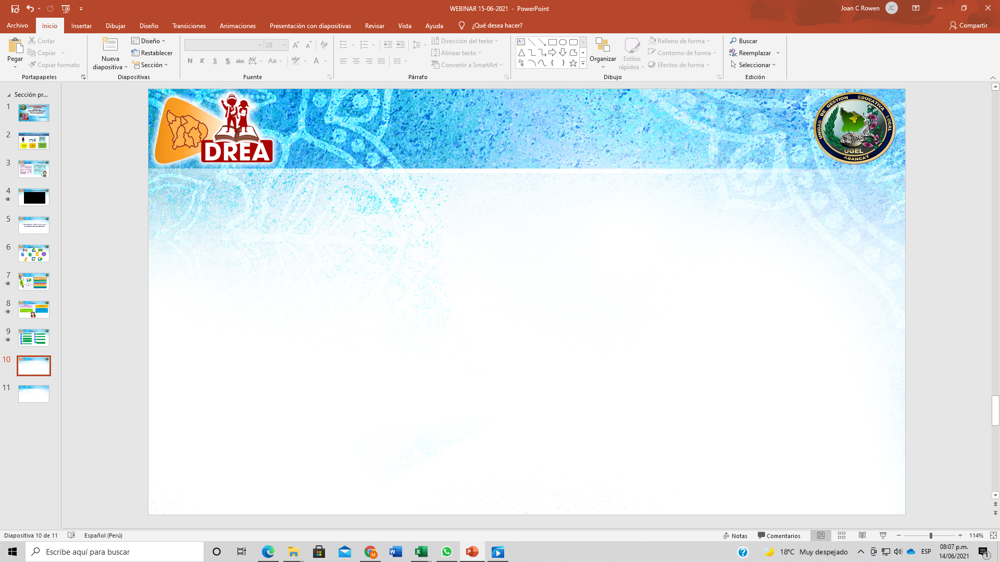 WEBINAR 15-06-2021 - PowerPoint
Joan C Rowen
JC
Archivo
Inicio
Insertar
Dibujar
Diseño
Transiciones
Animaciones
Presentación con diapositivas
Revisar
Vista
Ayuda
¿Qué desea hacer?
Compartir
Pegar
Cortar
Copiar
Copiar formato
Portapapeles
Nueva
diapositiva
Diseño
Restablecer
Sección
Diapositivas
28
N K S S abc AV Aa A
Fuente
Dirección del texto
Alinear texto
Convertir a SmartArt
Párrafo
Organizar
Estilos
rápidos
Relleno de forma
Contorno de forma
Efectos de forma
Dibujo
Buscar
Reemplazar
Seleccionar
Edición
Sección pr...
1
2
3
4
5
6
7
8
9
10
11
DREA
UNIDAD DE GESTION EDUCATIVA LOCAL
UGEL
ABANCAY
Diapositiva 10 de 11
Español (Perú)
Notas
Comentarios
114%
Escribe aquí para buscar
18°C Muy despejado
ESP
08:07 p.m.
14/06/2021
1